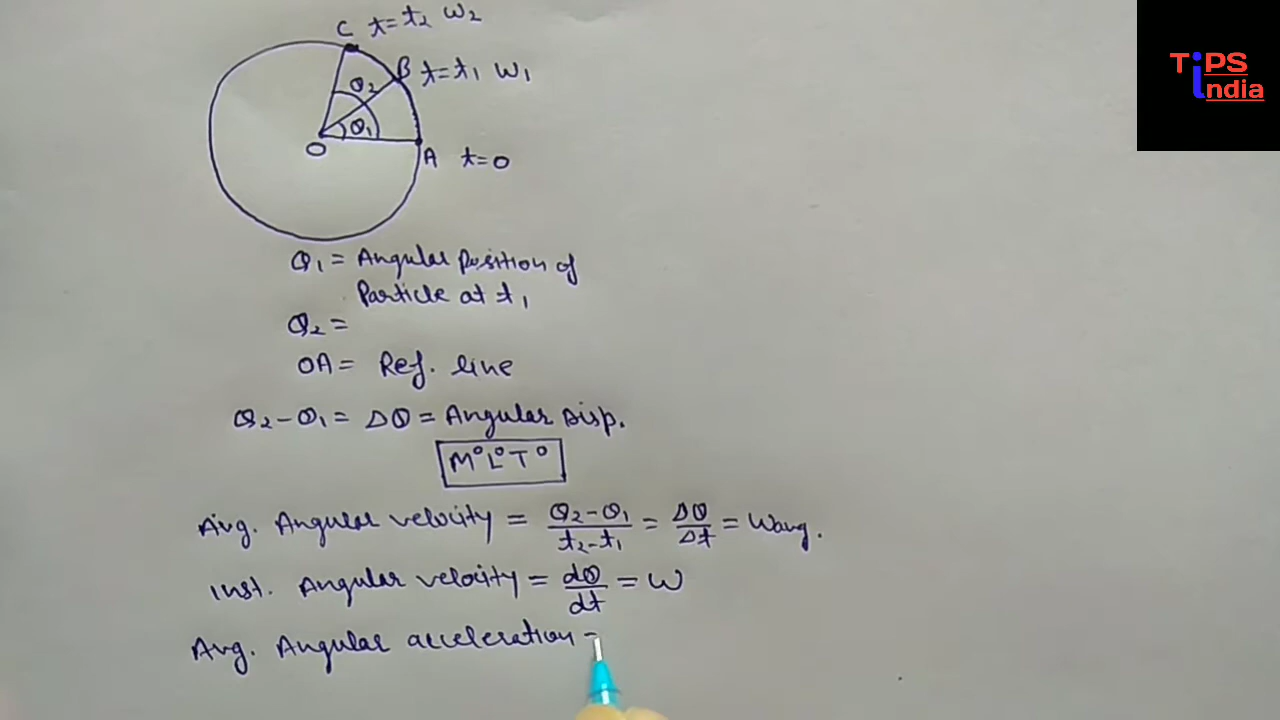 C t=t₂ ω₂
B t=t₁ ω₁
θ₂
θ₁
O
A t=0
θ₁ = Angular Position of
Particle at t₁
θ₂ =
OA = Ref. line
θ₂-θ₁ = Δθ = Angular Disp.
M⁰L⁰T⁰
Avg. Angular velocity = θ₂-θ₁/t₂-t₁ = Δθ/Δt = ωavg.
Inst. Angular velocity = dθ/dt = ω
Avg. Angular acceleration =
TiPS
india